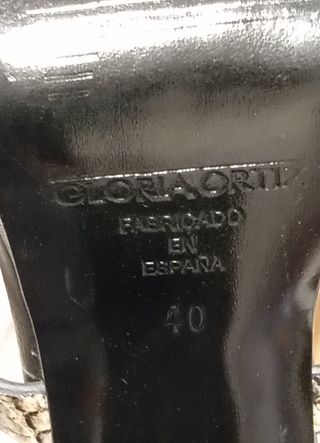 GLORIA ORTIZ
FABRICADO
EN
ESPAÑA
40